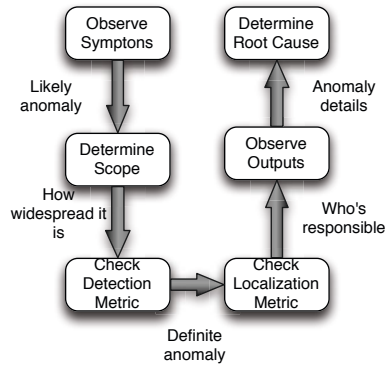 Observe
Symptons
Likely
anomaly
Determine
Scope
How
widespread it
is
Check
Detection
Metric
Definite
anomaly
Check
Localization
Metric
Who's
responsible
Observe
Outputs
Anomaly
details
Determine
Root Cause